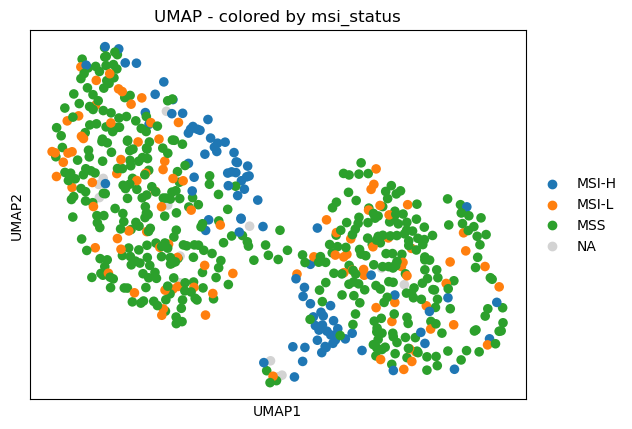 UMAP - colored by msi_status
UMAP2
MSI-H
MSI-L
MSS
NA
UMAP1